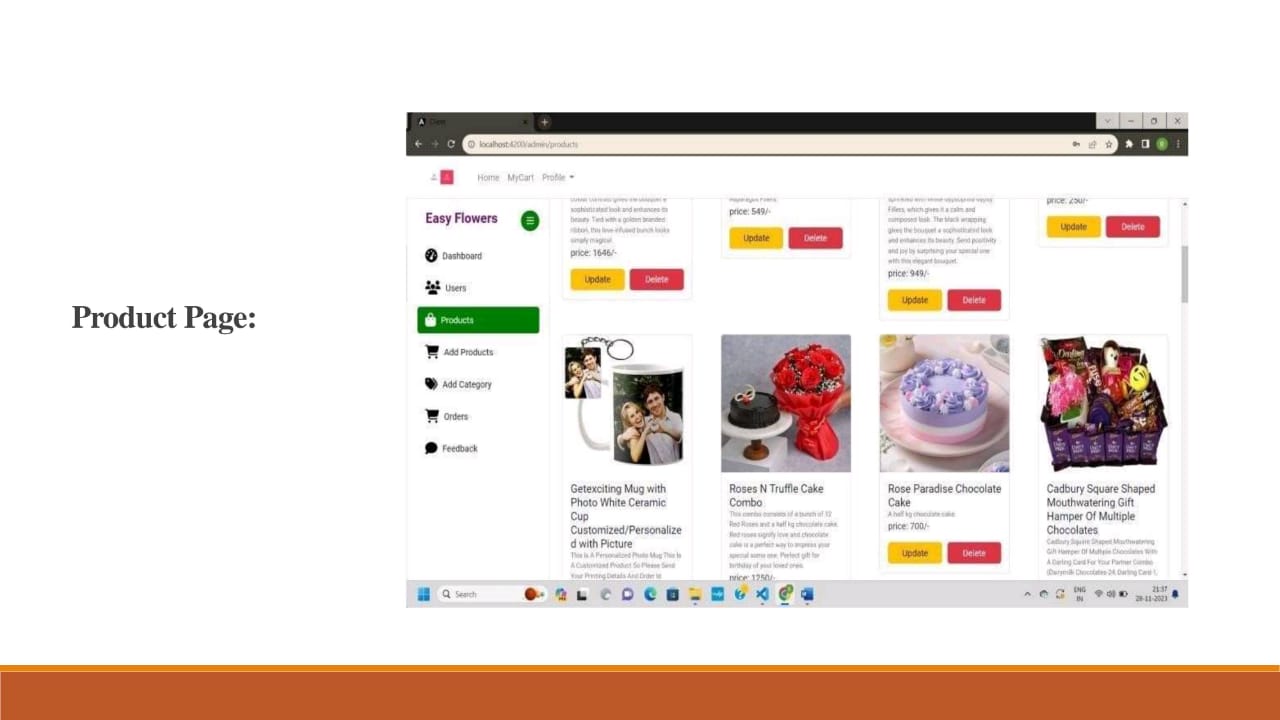 Product Page:
Client
localhost:4200/admin/products
Home MyCart Profile
Easy Flowers
Dashboard
Users
Products
Add Products
Add Category
Orders
Feedback
colour contrast gives the bouquet a
sophisticated look and enhances its
beauty. Tied with a golden branded
ribbon, this love-infused bunch looks
simply magical.
price: 1646/-
Update Delete
Asparagus Fillers.
price: 549/-
Update Delete
Fillers, which gives it a calm and
composed look. The black wrapping
gives the bouquet a sophisticated look
and enhances its beauty. Send positivity
and joy by surprising your special one
with this elegant bouquet.
price: 949/-
Update Delete
price: 250/-
Update Delete
Getexciting Mug with
Photo White Ceramic
Cup
Customized/Personalize
d with Picture
This Is A Personalized Photo Mug This Is
A Customized Product So Please Send
Your Printing Details And Order Id
Roses N Truffle Cake
Combo
This combo consists of a bunch of 12
Red Roses and a half kg chocolate cake.
Red roses signify love and chocolate
cake is a perfect way to impress your
special some one. Perfect gift for
birthday of your loved ones.
price: 1250/-
Rose Paradise Chocolate
Cake
A half kg chocolate cake.
price: 700/-
Update Delete
Cadbury Square Shaped
Mouthwatering Gift
Hamper Of Multiple
Chocolates
Cadbury Square Shaped Mouthwatering
Gift Hamper Of Multiple Chocolates With
A Darling Card For Your Partner Combo
(Dairymilk Chocolates-24, Darling Card-1,
Search
ENG
IN
21:37
28-11-2023